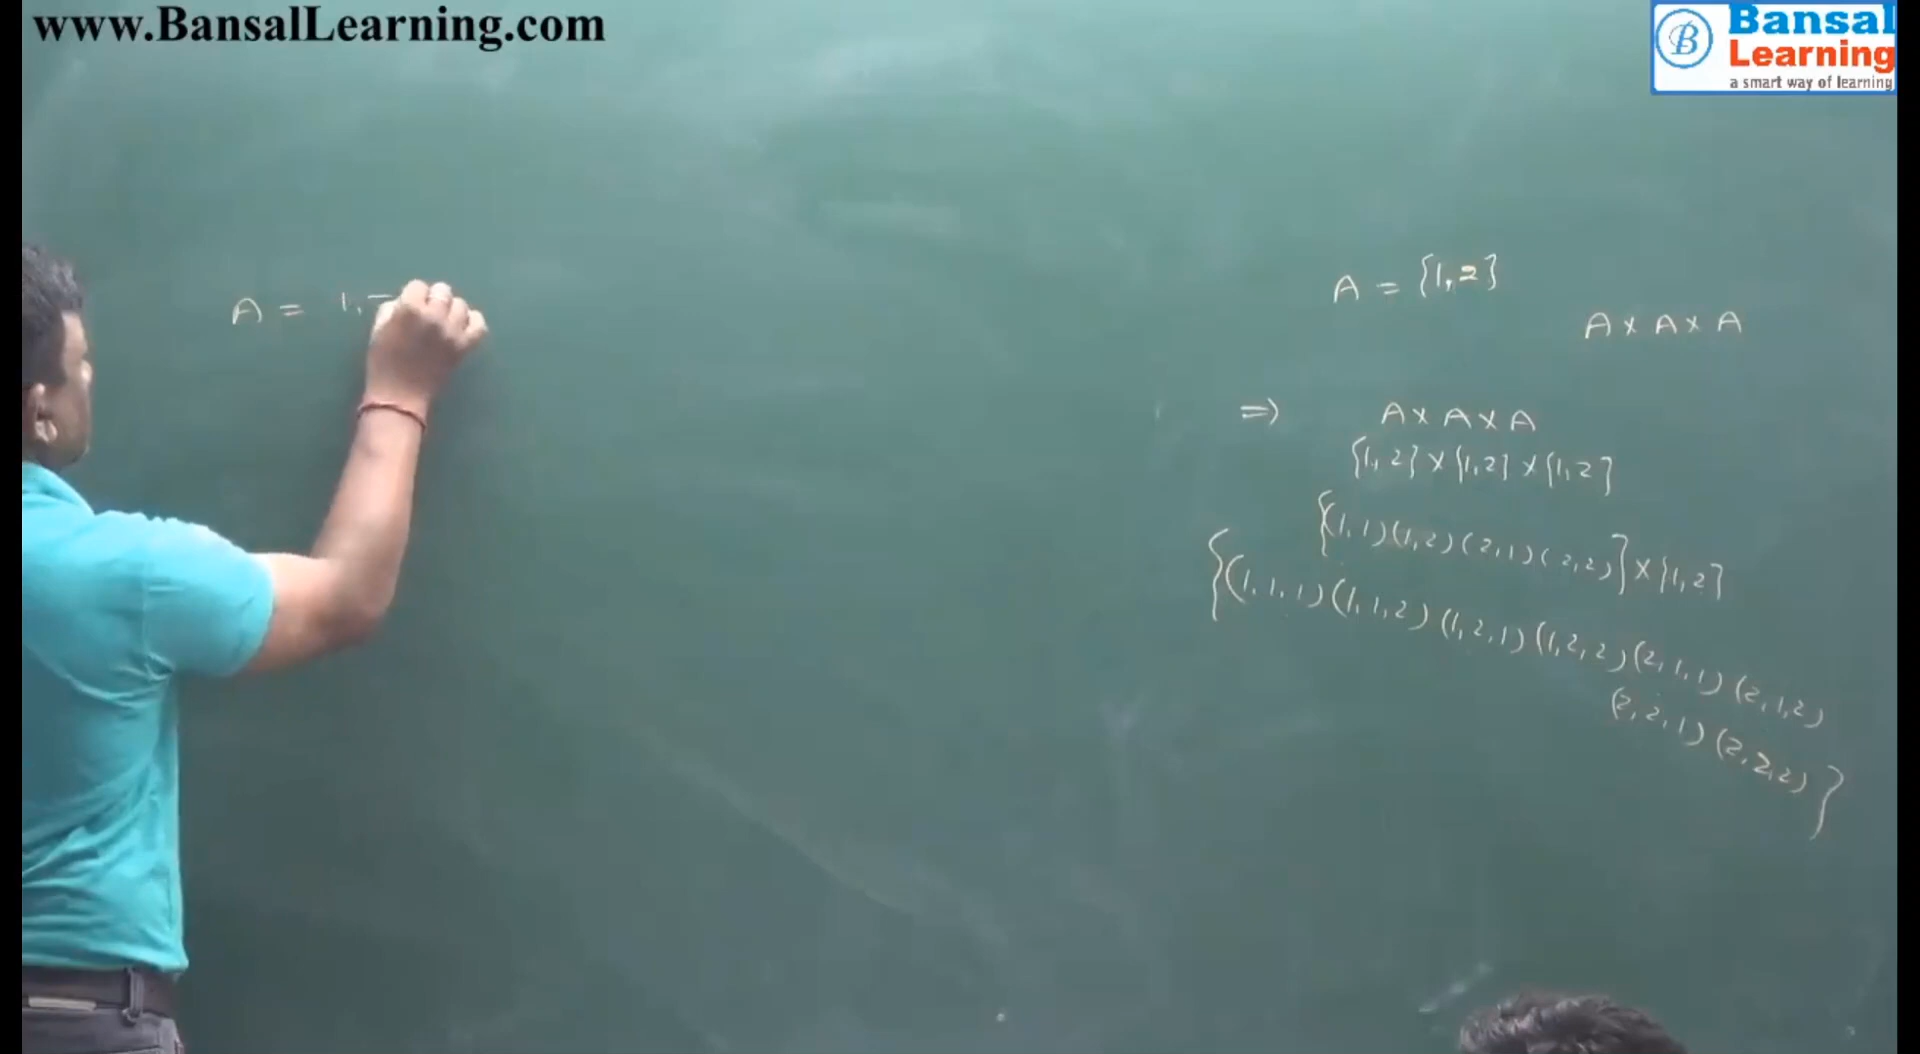 www.BansalLearning.com
B
Bansal
Learning
a smart way of learning
A = 1,
A = {1,2}
A × A × A
⇒ A × A × A
{1,2} × {1,2} × {1,2}
{(1,1) (1,2) (2,1) (2,2)} × {1,2}
{(1,1,1) (1,1,2) (1,2,1) (1,2,2) (2,1,1) (2,1,2)
(2,2,1) (2,2,2)}